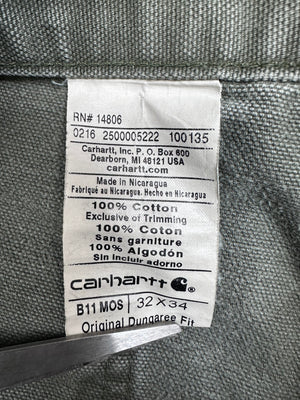 RN# 14806
0216 2500005222 100135
Carhartt, Inc. P. O. Box 600
Dearborn, MI 48121 USA
carhartt.com
Made in Nicaragua
Fabriqué au Nicaragua. Hecho en Nicaragua
100% Cotton
Exclusive of Trimming
100% Coton
Sans garniture
100% Algodón
Sin incluir adorno
carhartt
B11 MOS 32X34
Original Dungaree Fit